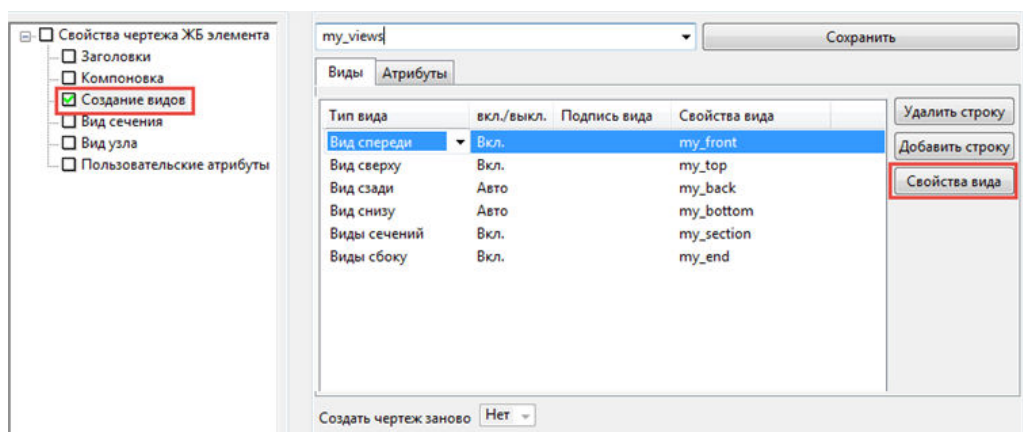 Свойства чертежа ЖБ элемента
Заголовки
Компоновка
Создание видов
Вид сечения
Вид узла
Пользовательские атрибуты
my_views
Сохранить
Виды Атрибуты
Тип вида вкл./выкл. Подпись вида Свойства вида
Вид спереди Вкл. my_front
Вид сверху Вкл. my_top
Вид сзади Авто my_back
Вид снизу Авто my_bottom
Виды сечений Вкл. my_section
Виды сбоку Вкл. my_end
Удалить строку
Добавить строку
Свойства вида
Создать чертеж заново Нет